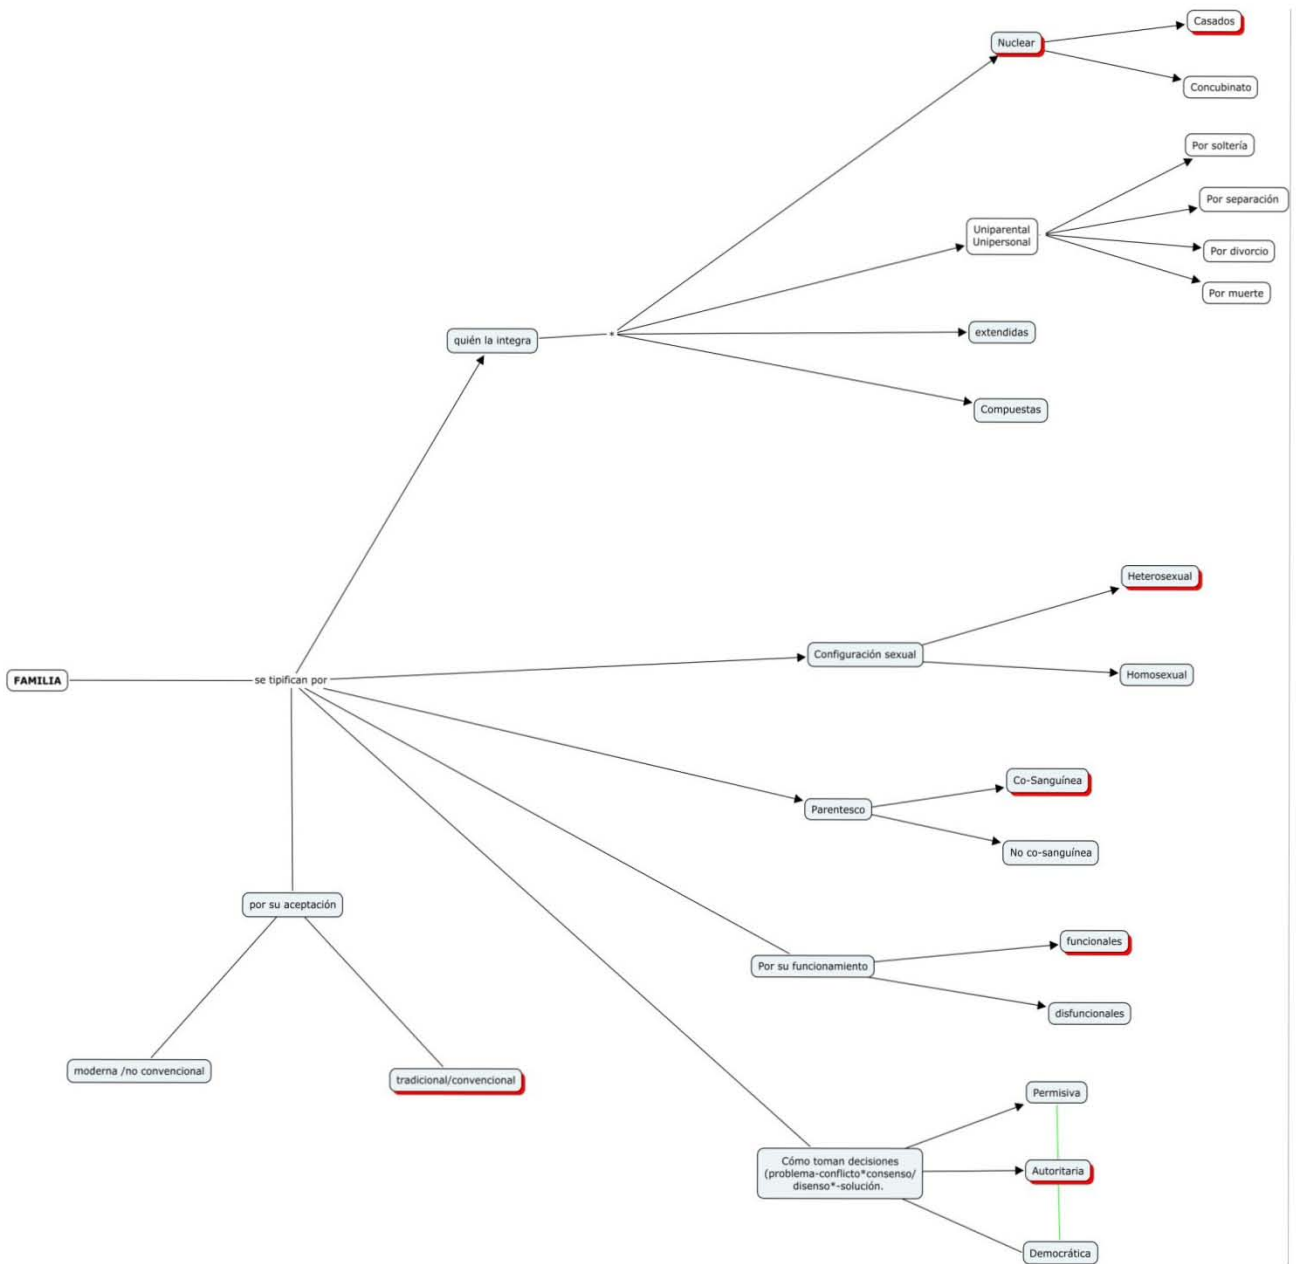 Casados
Nuclear
Concubinato
Por soltería
Por separación
Uniparental
Unipersonal
Por divorcio
Por muerte
quién la integra
*
extendidas
Compuestas
Heterosexual
Configuración sexual
Homosexual
FAMILIA
se tipifican por
Co-Sanguínea
Parentesco
No co-sanguínea
por su aceptación
funcionales
Por su funcionamiento
disfuncionales
moderna /no convencional
tradicional/convencional
Permisiva
Cómo toman decisiones
(problema-conflicto*consenso/
disenso*-solución.
Autoritaria
Democrática